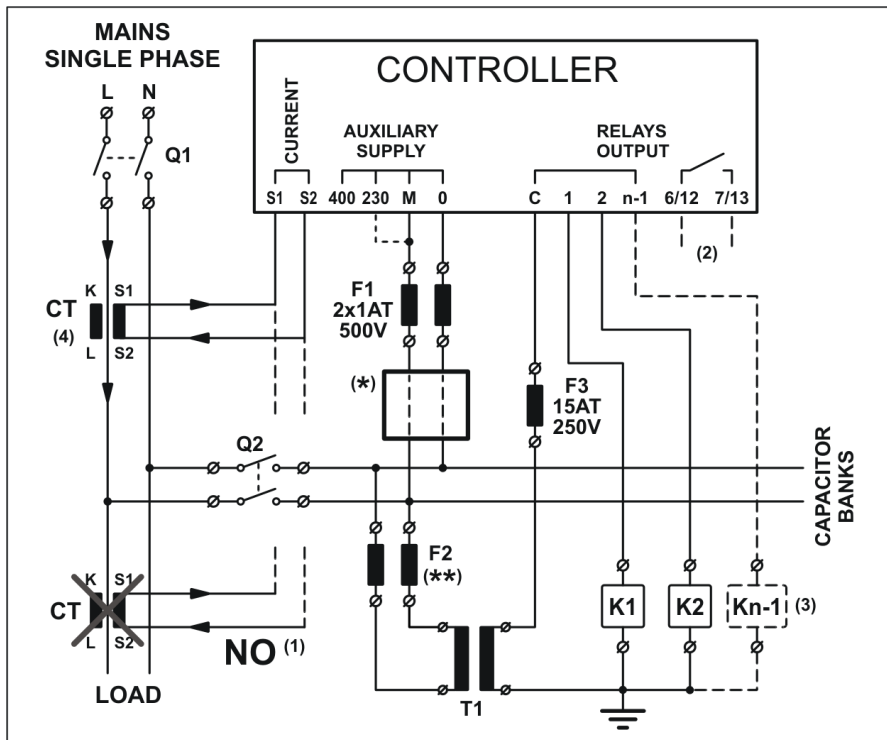 MAINS
SINGLE PHASE
L N
Q1
CONTROLLER
CURRENT
AUXILIARY
SUPPLY
RELAYS
OUTPUT
S1 S2 400 230 M 0 C 1 2 n-1 6/12 7/13
(2)
K S1
CT
(4)
L S2
F1
2x1AT
500V
(*)
F3
15AT
250V
Q2
CAPACITOR
BANKS
F2
(**)
K S1
CT
L S2
NO (1)
K1 K2 Kn-1 (3)
LOAD
T1